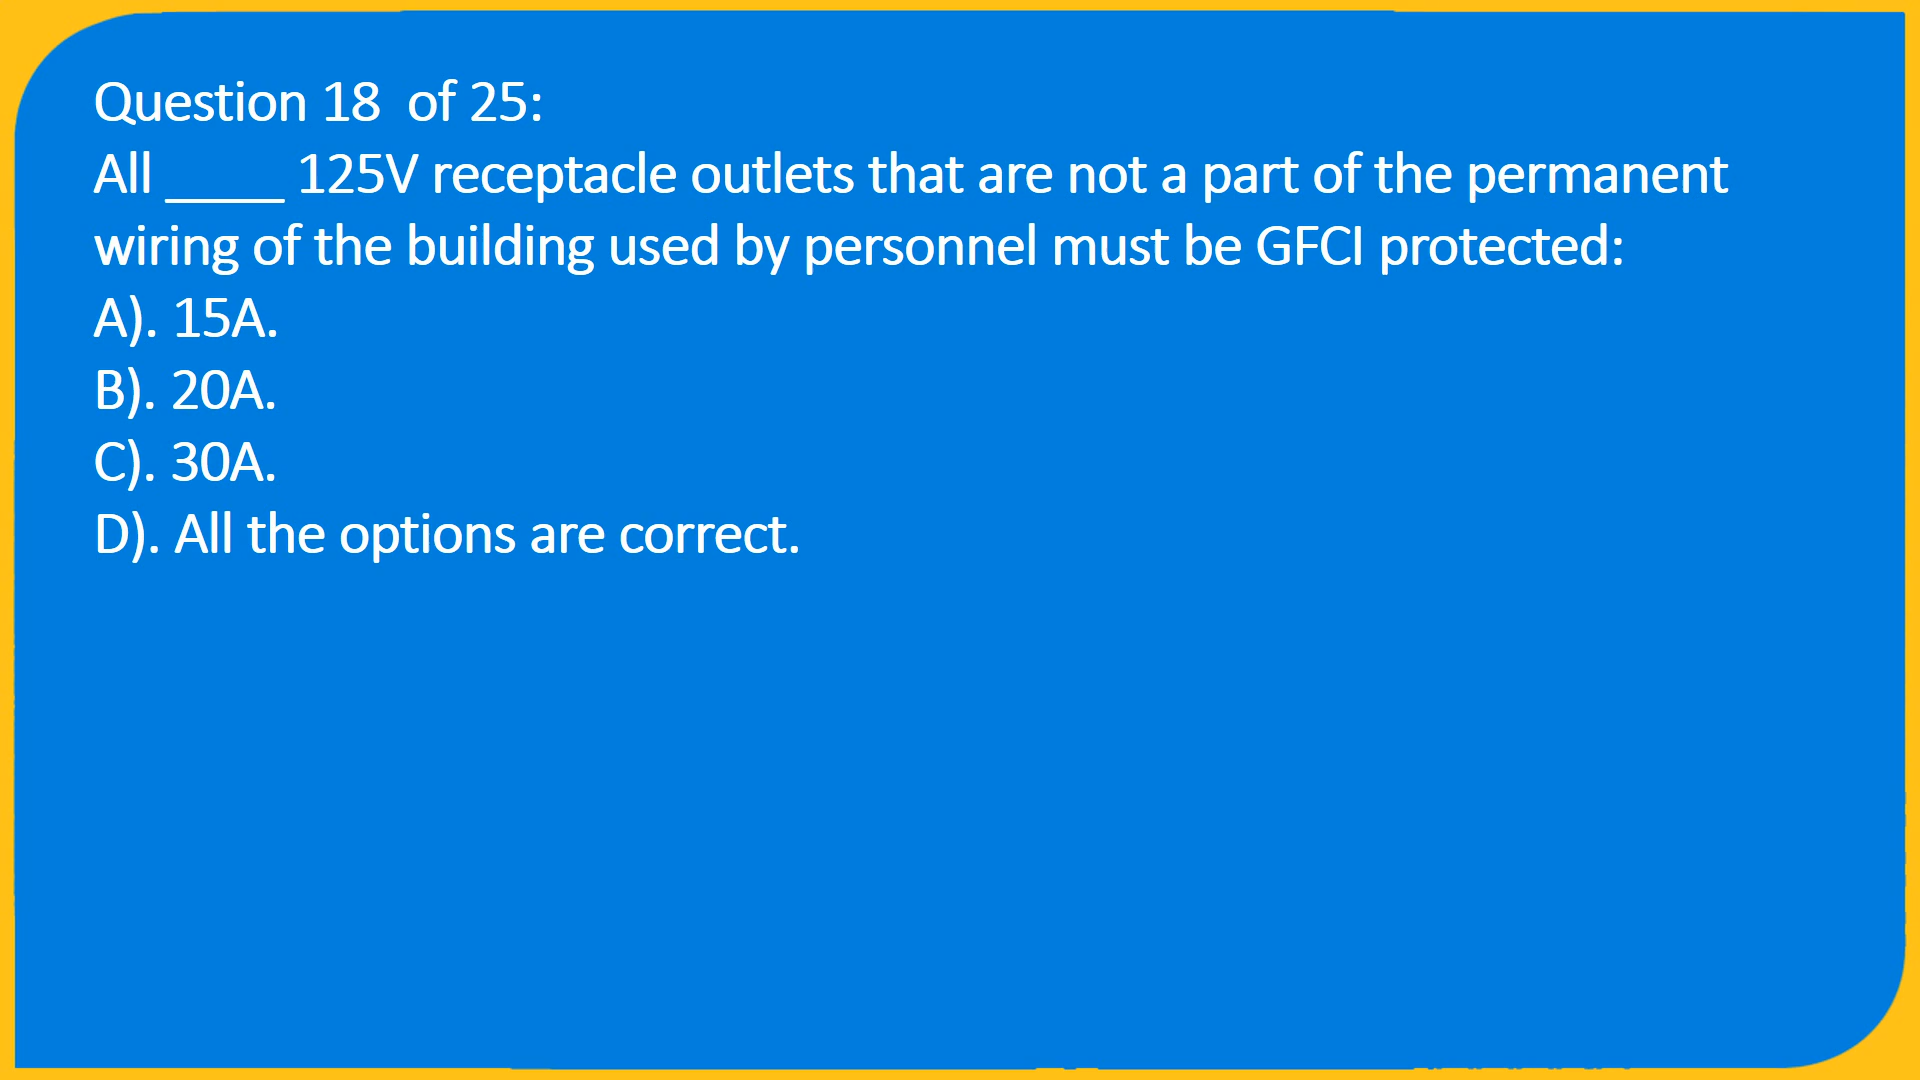 Question 18  of 25:
All ____ 125V receptacle outlets that are not a part of the permanent
wiring of the building used by personnel must be GFCI protected:
A). 15A.
B). 20A.
C). 30A.
D). All the options are correct.